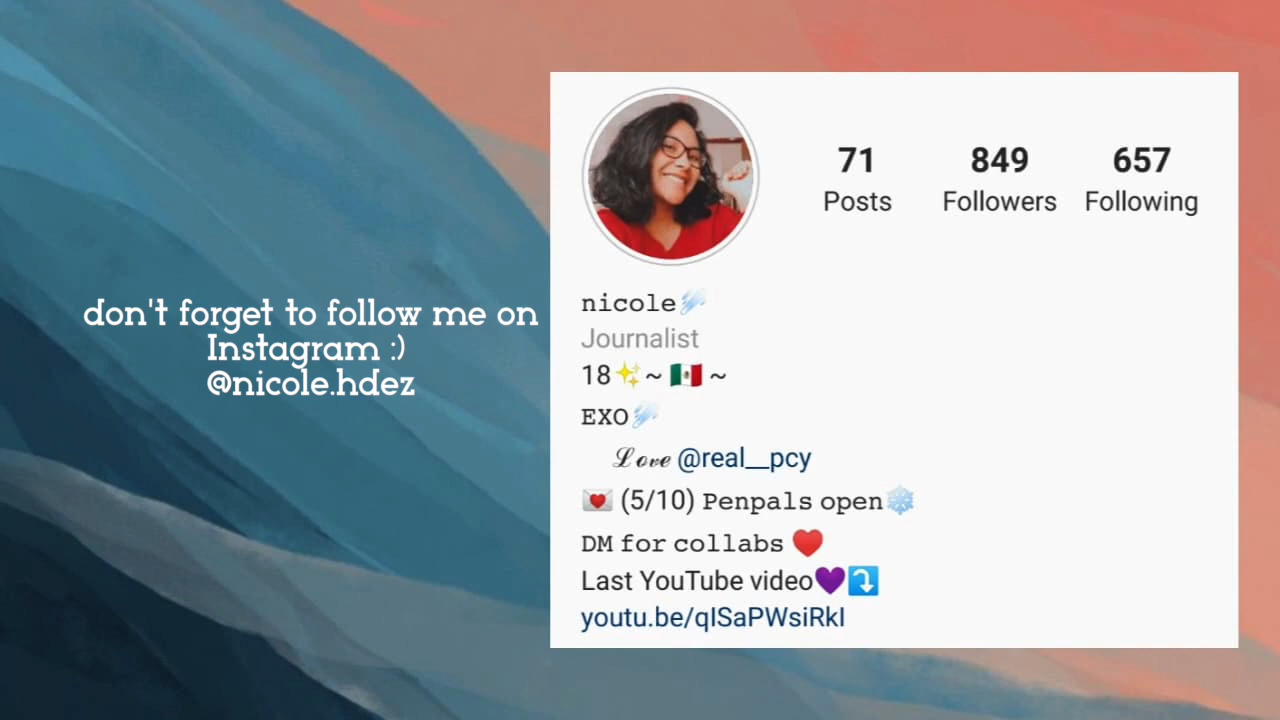 don't forget to follow me on
Instagram :)
@nicole.hdez
71 849 657
Posts Followers Following
nicole☄️
Journalist
18✨~ 🇲🇽 ~
EXO☄️
ℒℴ𝓋ℯ @real__pcy
💌 (5/10) Penpals open❄️
DM for collabs ♥️
Last YouTube video💜⤵️
youtu.be/qISaPWsiRkI